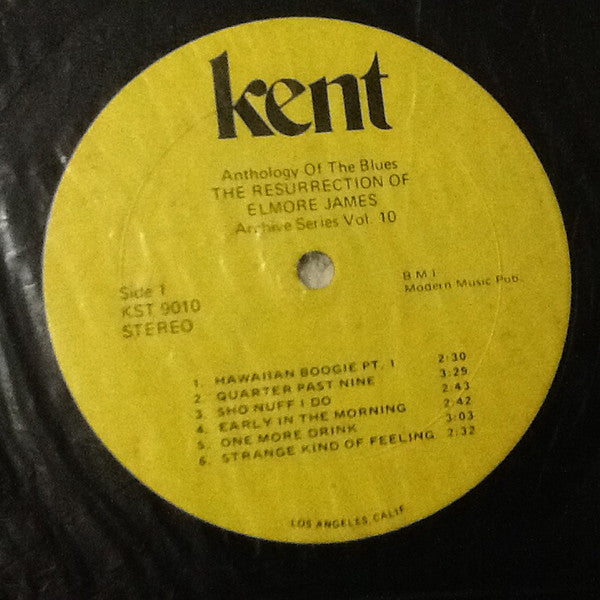 kent
Anthology Of The Blues
THE RESURRECTION OF
ELMORE JAMES
Archive Series Vol. 10
Side 1
KST 9010
STEREO
B M I
Modern Music Pub.
1. HAWAIIAN BOOGIE PT. 1 2:30
2. QUARTER PAST NINE 3:29
3. SHO NUFF I DO 2:43
4. EARLY IN THE MORNING 2:42
5. ONE MORE DRINK 3:03
6. STRANGE KIND OF FEELING 2:32
LOS ANGELES, CALIF.